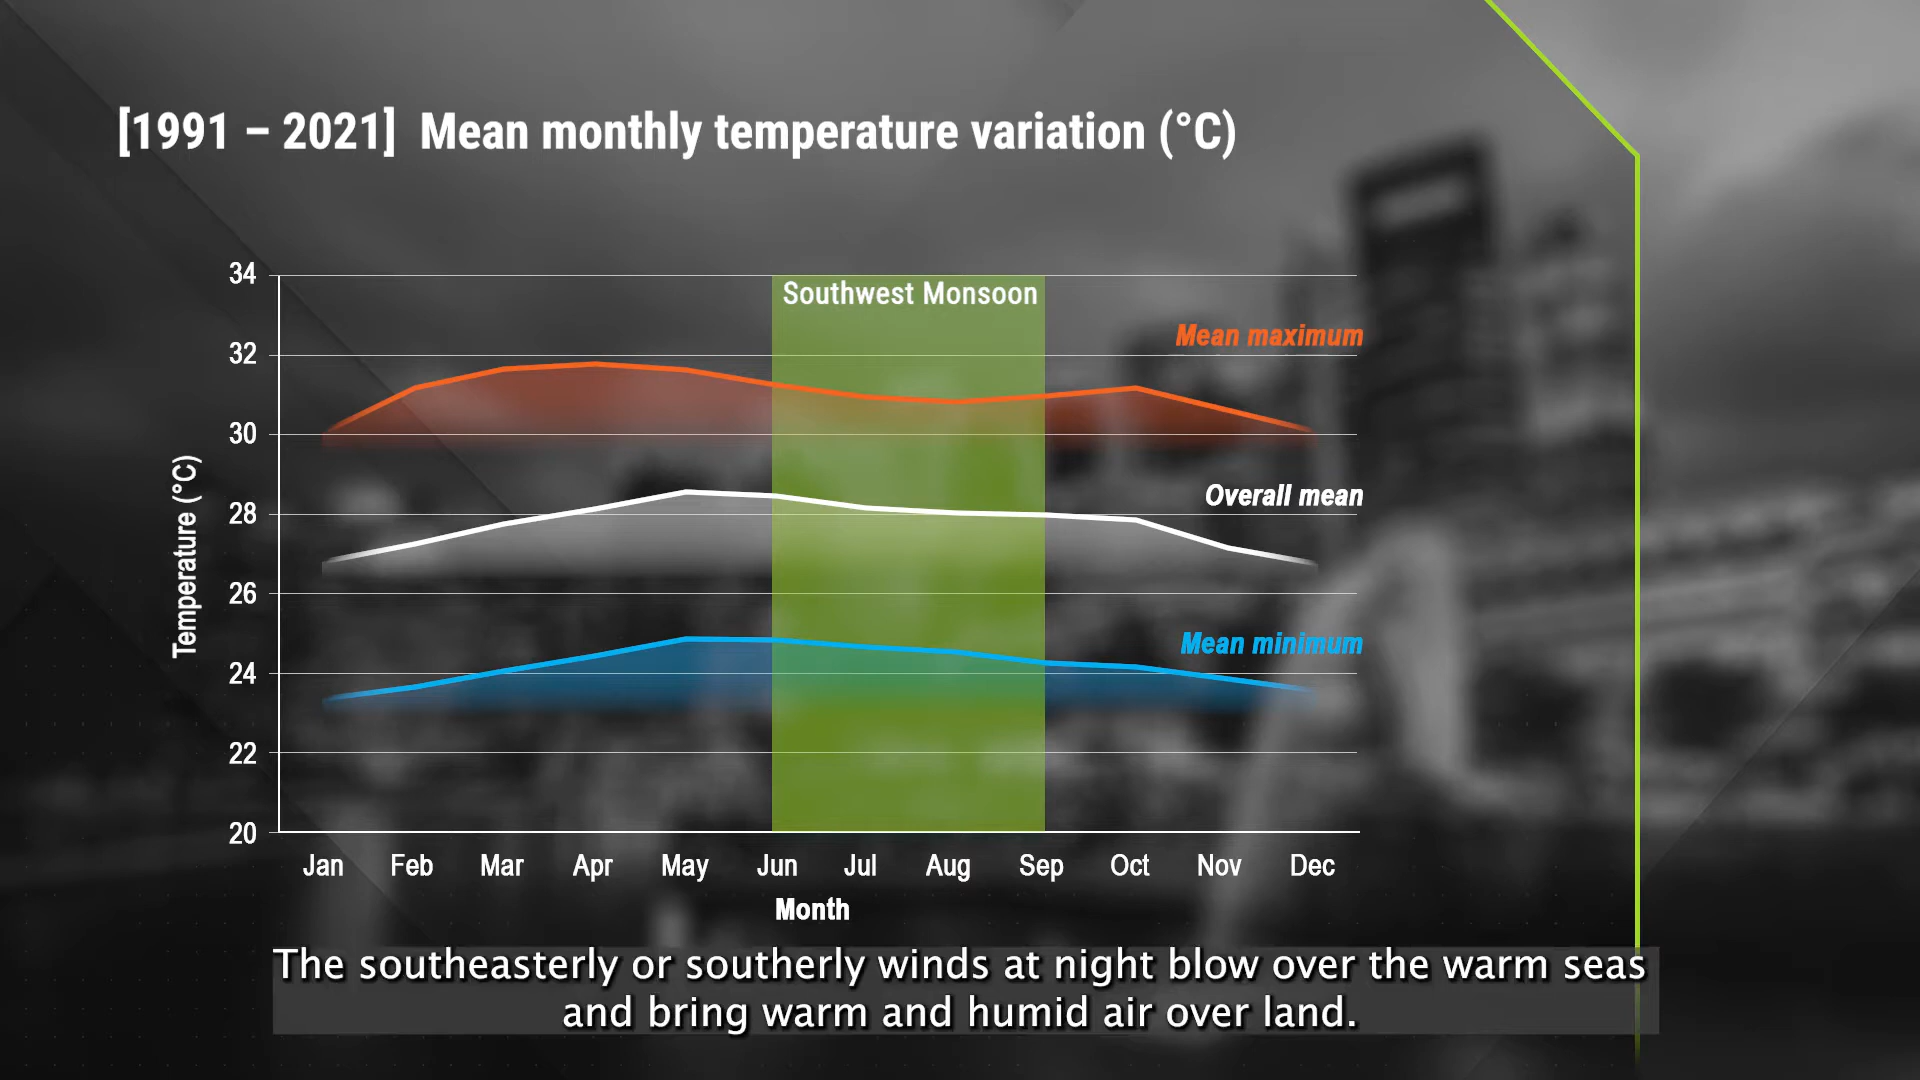 [1991 – 2021] Mean monthly temperature variation (°C)
34
Southwest Monsoon
Mean maximum
32
30
Overall mean
28
26
Mean minimum
24
22
20
Temperature (°C)
Jan Feb Mar Apr May Jun Jul Aug Sep Oct Nov Dec
Month
The southeasterly or southerly winds at night blow over the warm seas
and bring warm and humid air over land.